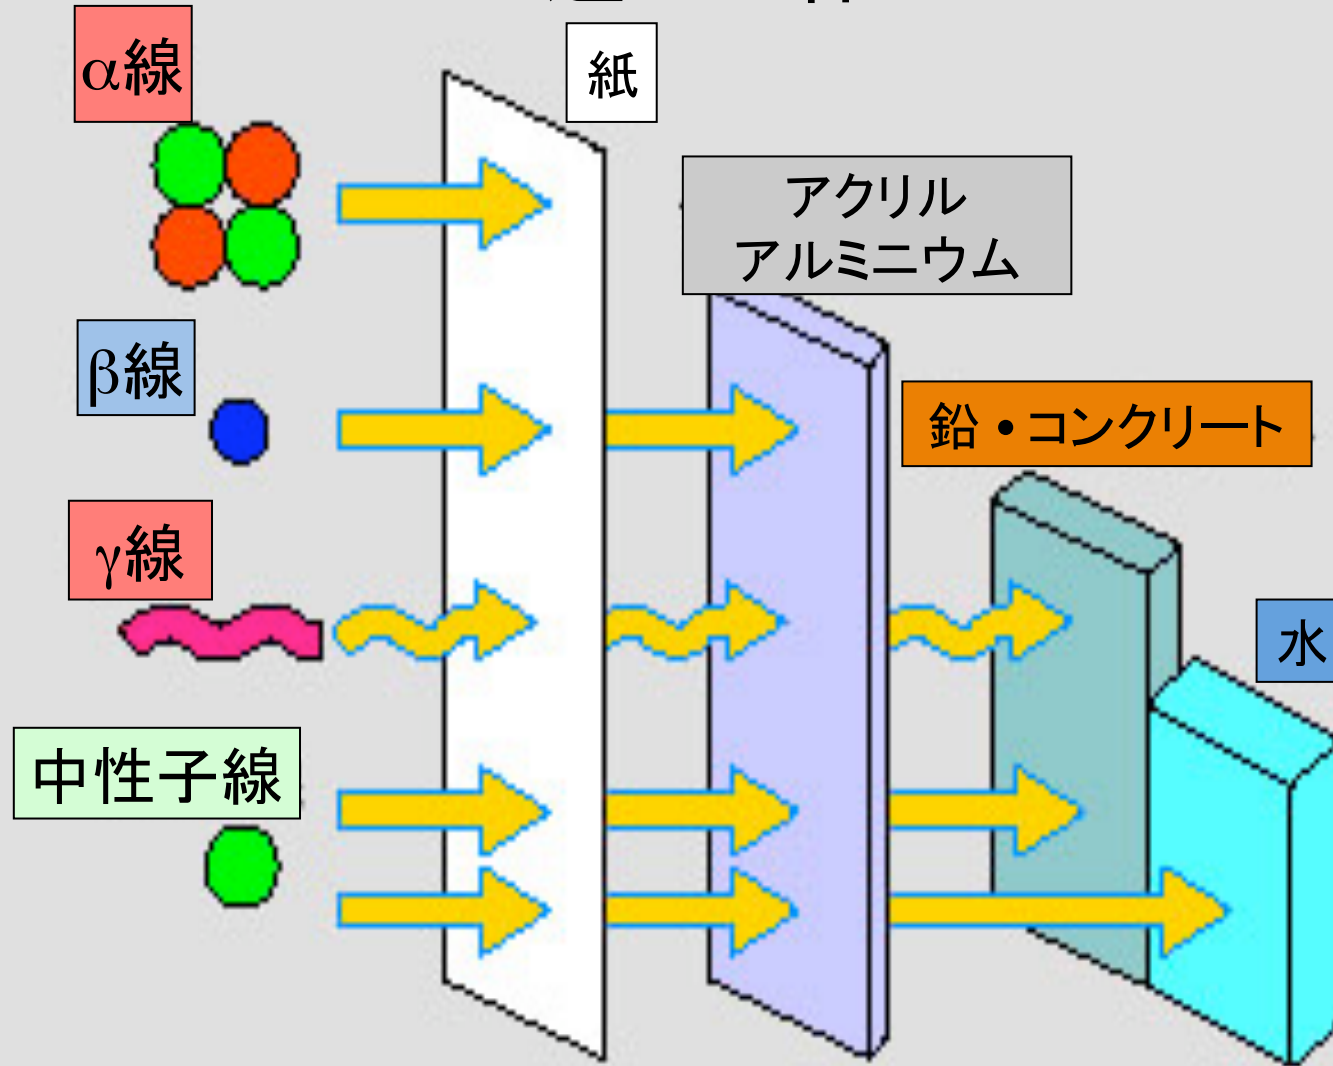 α線
紙
アクリル
アルミニウム
β線
鉛・コンクリート
γ線
水
中性子線